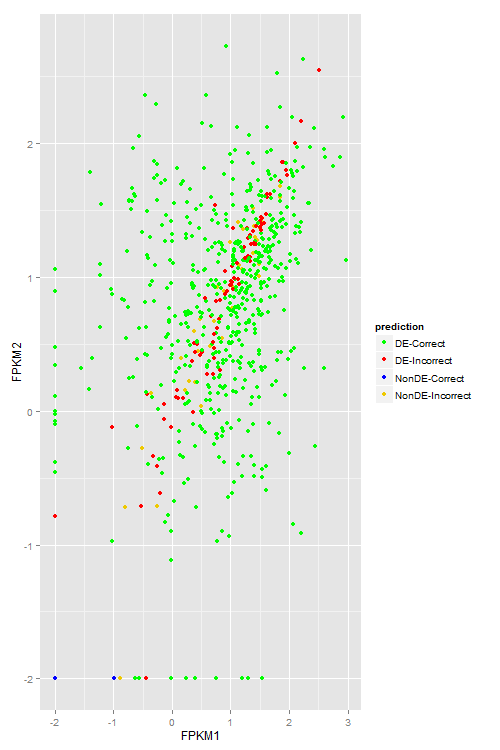 2
1
0
-1
-2
FPKM2
-2
-1
0
1
2
3
FPKM1
prediction
DE-Correct
DE-Incorrect
NonDE-Correct
NonDE-Incorrect